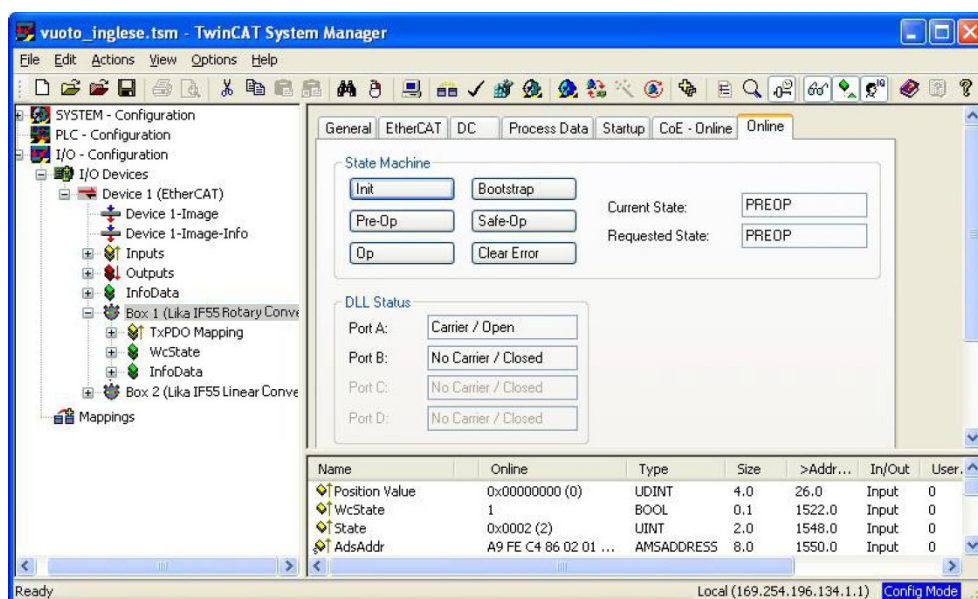 vuoto_inglese.tsm - TwinCAT System Manager
File Edit Actions View Options Help
SYSTEM - Configuration
PLC - Configuration
I/O - Configuration
I/O Devices
Device 1 (EtherCAT)
Device 1-Image
Device 1-Image-Info
Inputs
Outputs
InfoData
Box 1 (Lika IF55 Rotary Conve
TxPDO Mapping
WcState
InfoData
Box 2 (Lika IF55 Linear Conve
Mappings
General EtherCAT DC Process Data Startup CoE - Online Online
State Machine
Init Bootstrap
Pre-Op Safe-Op
Op Clear Error
Current State: PREOP
Requested State: PREOP
DLL Status
Port A: Carrier / Open
Port B: No Carrier / Closed
Port C: No Carrier / Closed
Port D: No Carrier / Closed
Name Online Type Size >Addr... In/Out User.
Position Value 0x00000000 (0) UDINT 4.0 26.0 Input 0
WcState 1 BOOL 0.1 1522.0 Input 0
State 0x0002 (2) UINT 2.0 1548.0 Input 0
AdsAddr A9 FE C4 86 02 01 ... AMSADDRESS 8.0 1550.0 Input 0
Ready Local (169.254.196.134.1.1) Config Mode